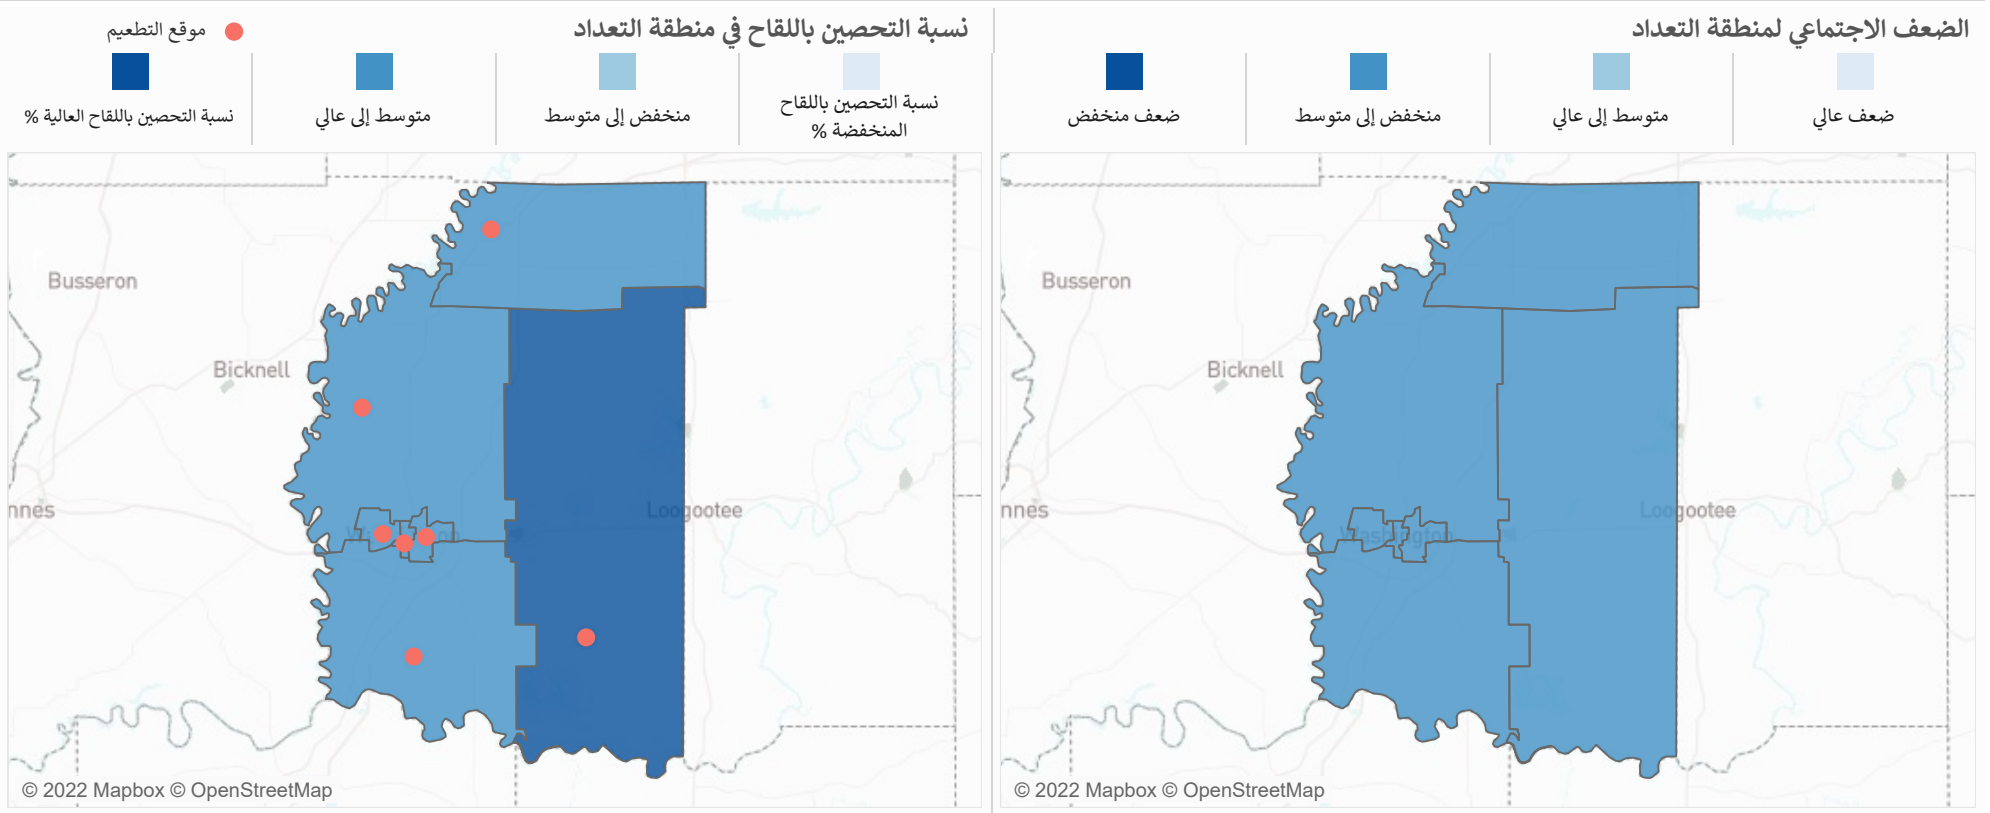 الضعف الاجتماعي لمنطقة التعداد
ضعف عالي
متوسط إلى عالي
منخفض إلى متوسط
ضعف منخفض
Busseron
Bicknell
nnes
Washington
Loogootee
© 2022 Mapbox © OpenStreetMap
نسبة التحصين باللقاح في منطقة التعداد
موقع التطعيم
نسبة التحصين باللقاح
المنخفضة %
منخفض إلى متوسط
متوسط إلى عالي
نسبة التحصين باللقاح العالية %
Busseron
Bicknell
nnes
Loogootee
© 2022 Mapbox © OpenStreetMap